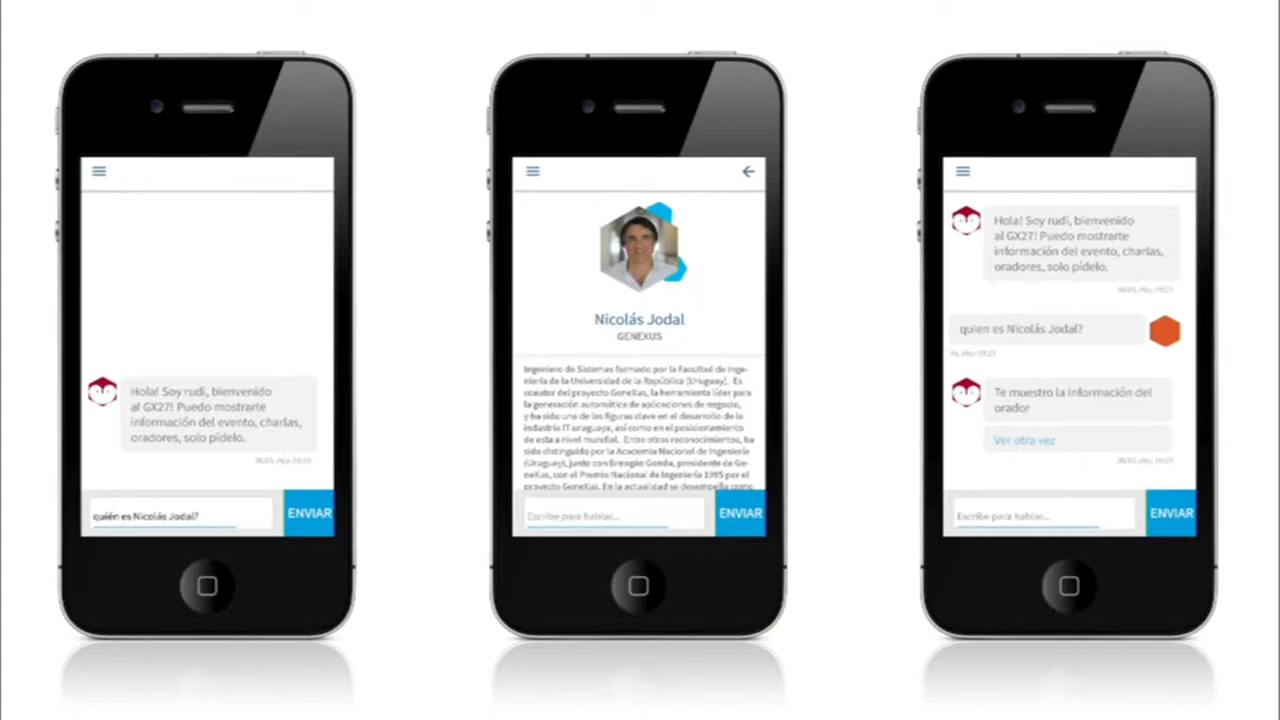 Hola! Soy rudi, bienvenido
al GX27! Puedo mostrarte
información del evento, charlas,
oradores, solo pídelo.
quién es Nicolás Jodal?
ENVIAR
Nicolás Jodal
GENEXUS
Ingeniero de Sistemas formado por la Facultad de Inge-
niería de la Universidad de la República (Uruguay). Es
coautor del proyecto GeneXus, la herramienta líder para
la generación automática de aplicaciones de negocio,
y ha sido una de las figuras clave en el desarrollo de la
industria IT uruguaya, así como en el posicionamiento
de esta a nivel mundial. Entre otros reconocimientos, ha
sido distinguido por la Academia Nacional de Ingeniería
(Uruguay), junto con Breogán Gonda, presidente de Ge-
neXus, con el Premio Nacional de Ingeniería 1995 por el
proyecto GeneXus. En la actualidad se desempeña como
Escribe para hablar...
ENVIAR
Hola! Soy rudi, bienvenido
al GX27! Puedo mostrarte
información del evento, charlas,
oradores, solo pídelo.
quien es Nicolás Jodal?
Te muestro la información del
orador
Ver otra vez
Escribe para hablar...
ENVIAR